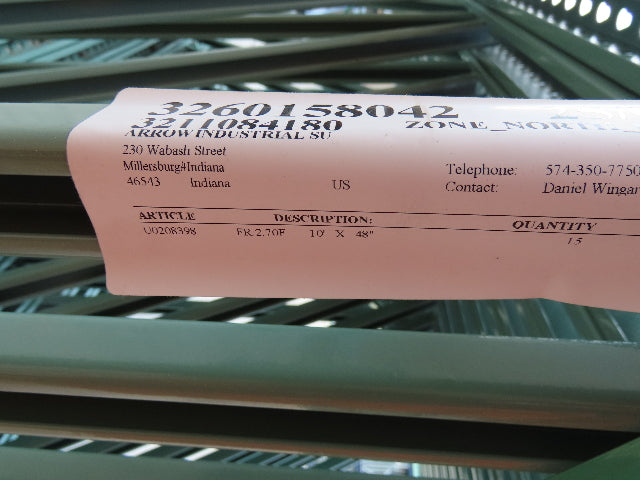 3260158042
3211084180 ZONE_NORTH
ARROW INDUSTRIAL SU
230 Wabash Street
Millersburg#Indiana Telephone: 574-350-7750
46543 Indiana US Contact: Daniel Wingar
ARTICLE DESCRIPTION: QUANTITY
U0208398 FR 2.70F 10' X 48" 15